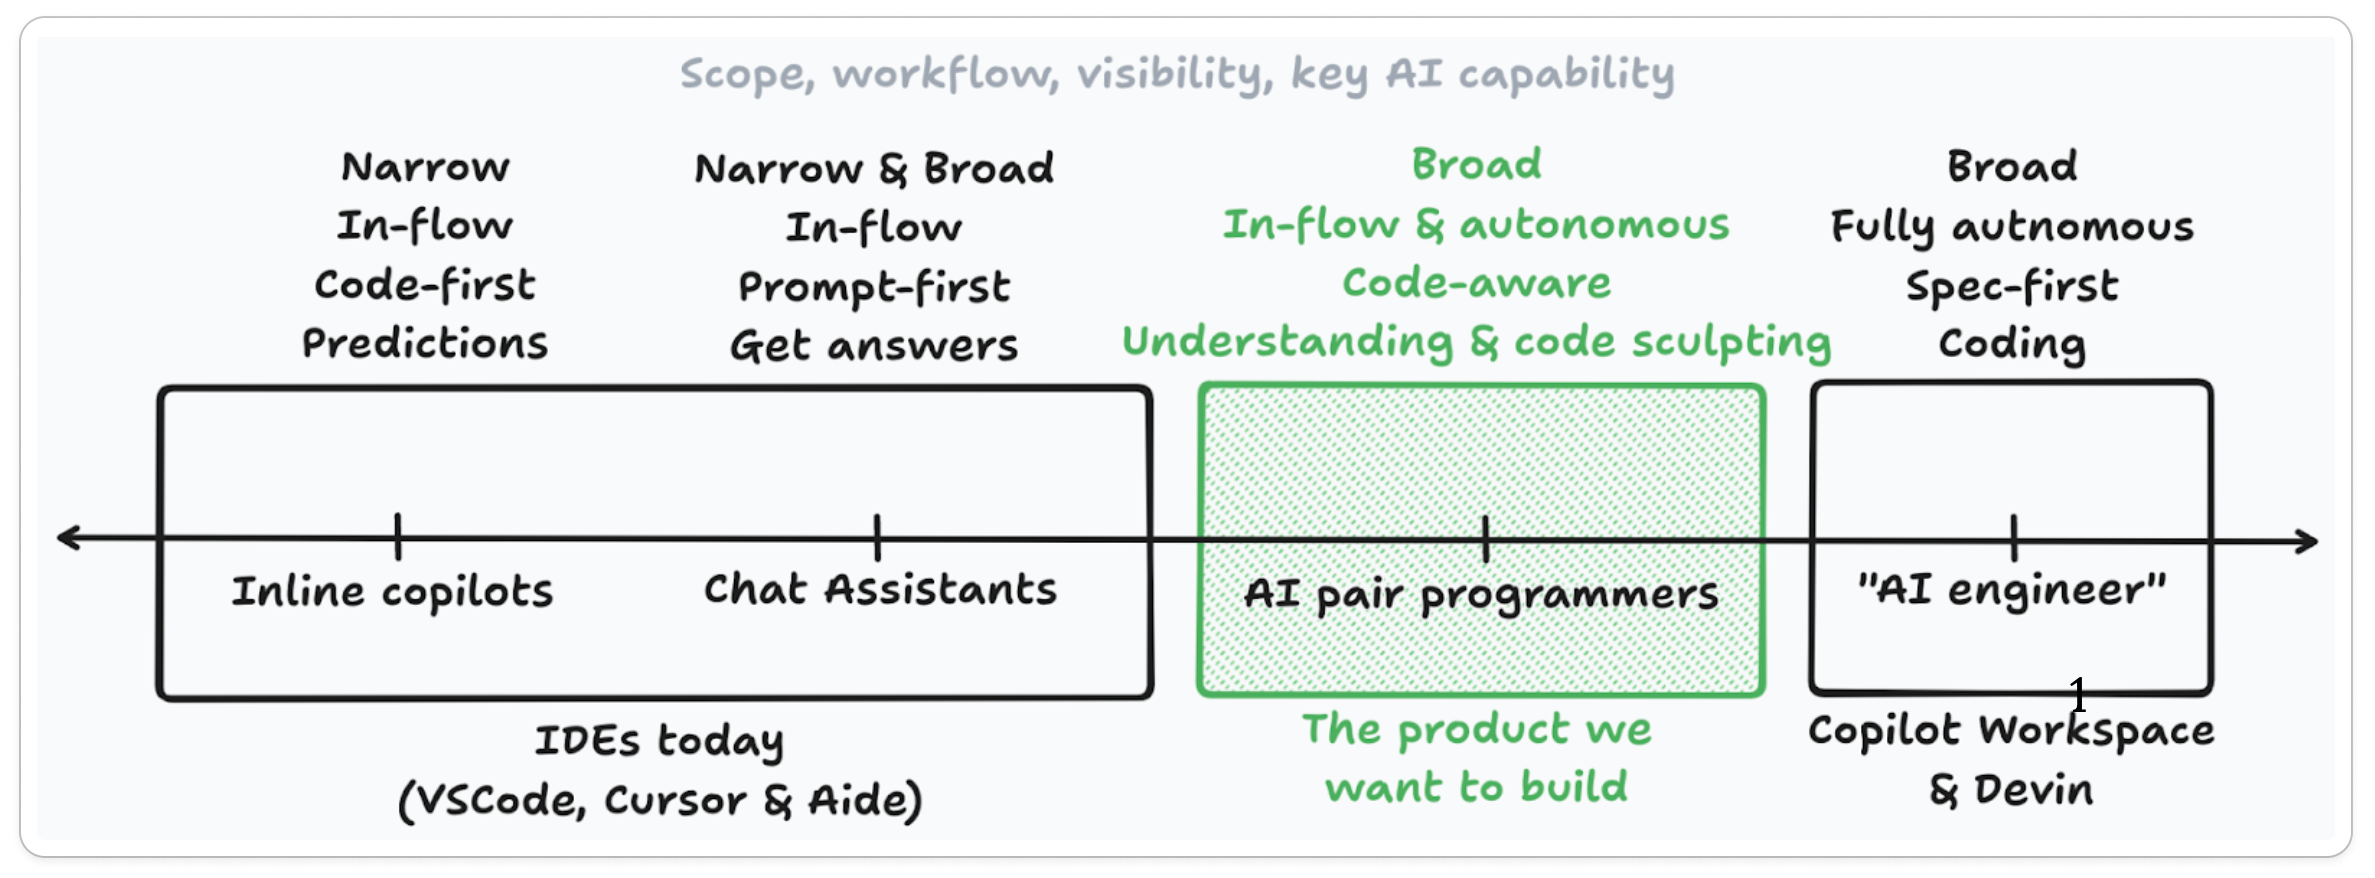 Scope, workflow, visibility, key AI capability
Narrow
In-flow
Code-first
Predictions
Narrow & Broad
In-flow
Prompt-first
Get answers
Broad
In-flow & autonomous
Code-aware
Understanding & code sculpting
Broad
Fully autnomous
Spec-first
Coding
Inline copilots
Chat Assistants
AI pair programmers
"AI engineer"
IDEs today
(VSCode, Cursor & Aide)
The product we
want to build
1
Copilot Workspace
& Devin